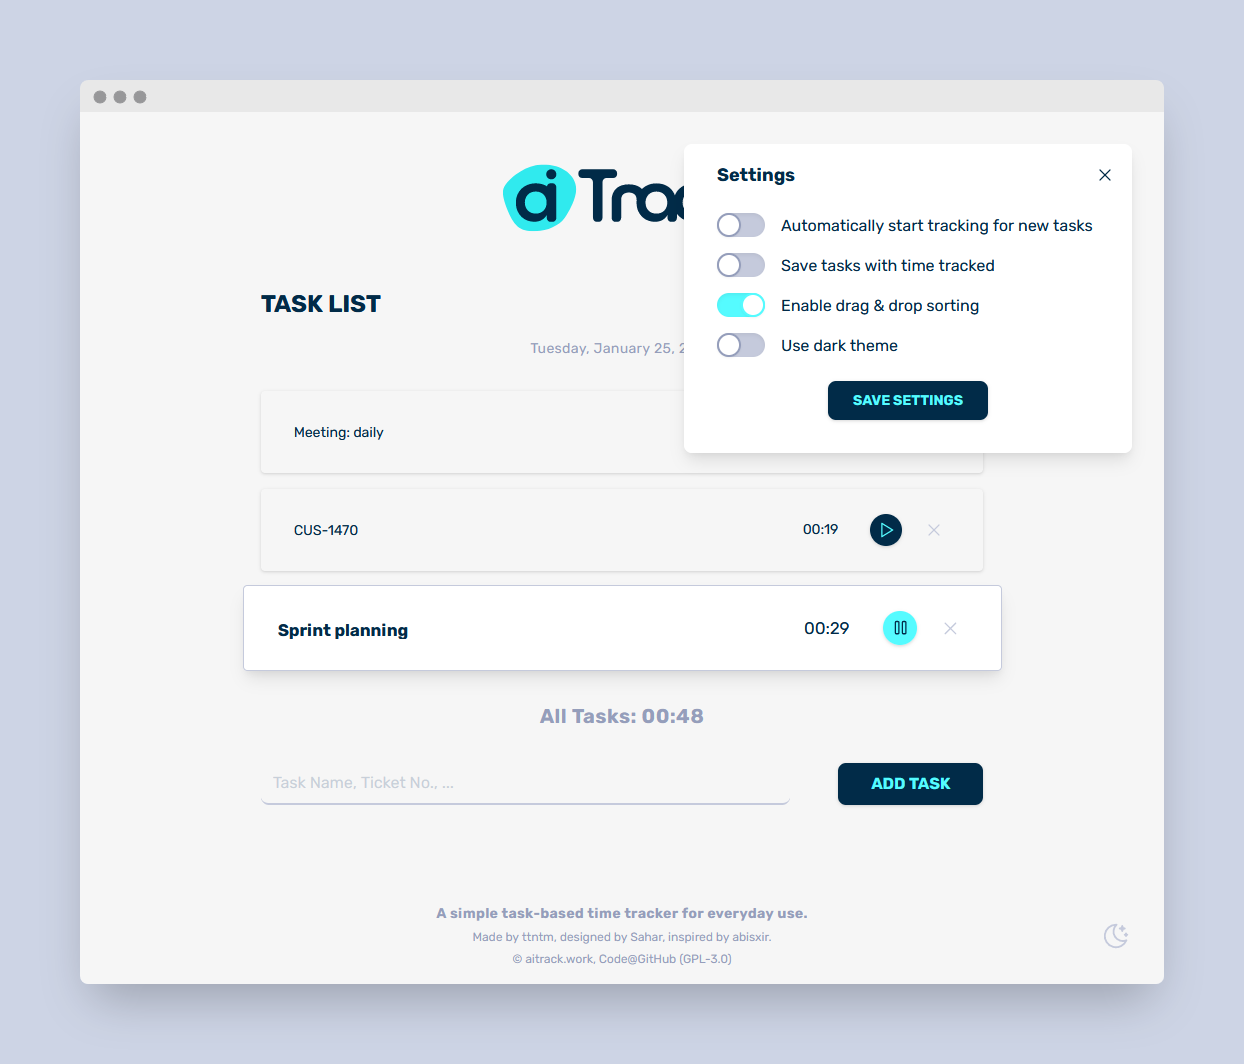 ai Trac
Settings
Automatically start tracking for new tasks
Save tasks with time tracked
Enable drag & drop sorting
Use dark theme
SAVE SETTINGS
TASK LIST
Tuesday, January 25,
Meeting: daily
CUS-1470 00:19
Sprint planning 00:29
All Tasks: 00:48
Task Name, Ticket No., ...
ADD TASK
A simple task-based time tracker for everyday use.
Made by ttntm, designed by Sahar, inspired by abisxir.
© aitrack.work, Code@GitHub (GPL-3.0)